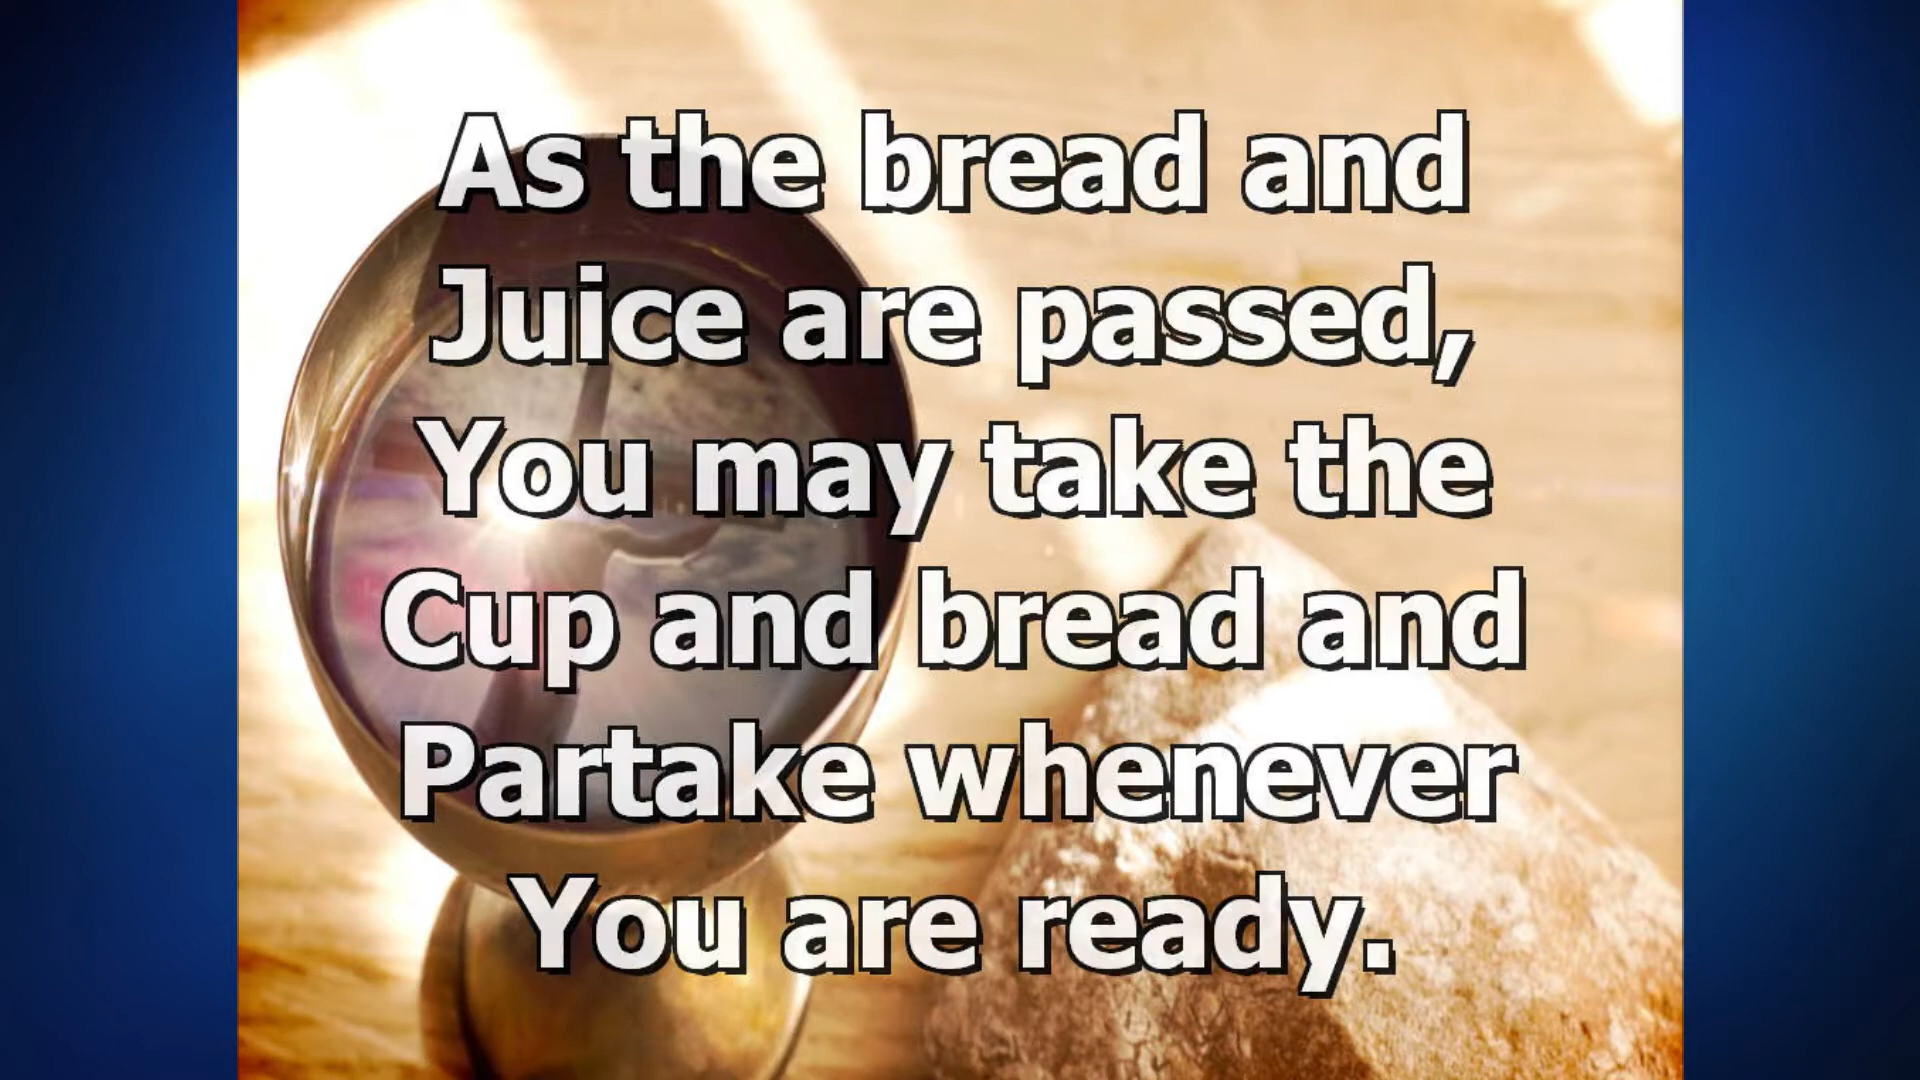 As the bread and
Juice are passed,
You may take the
Cup and bread and
Partake whenever
You are ready.